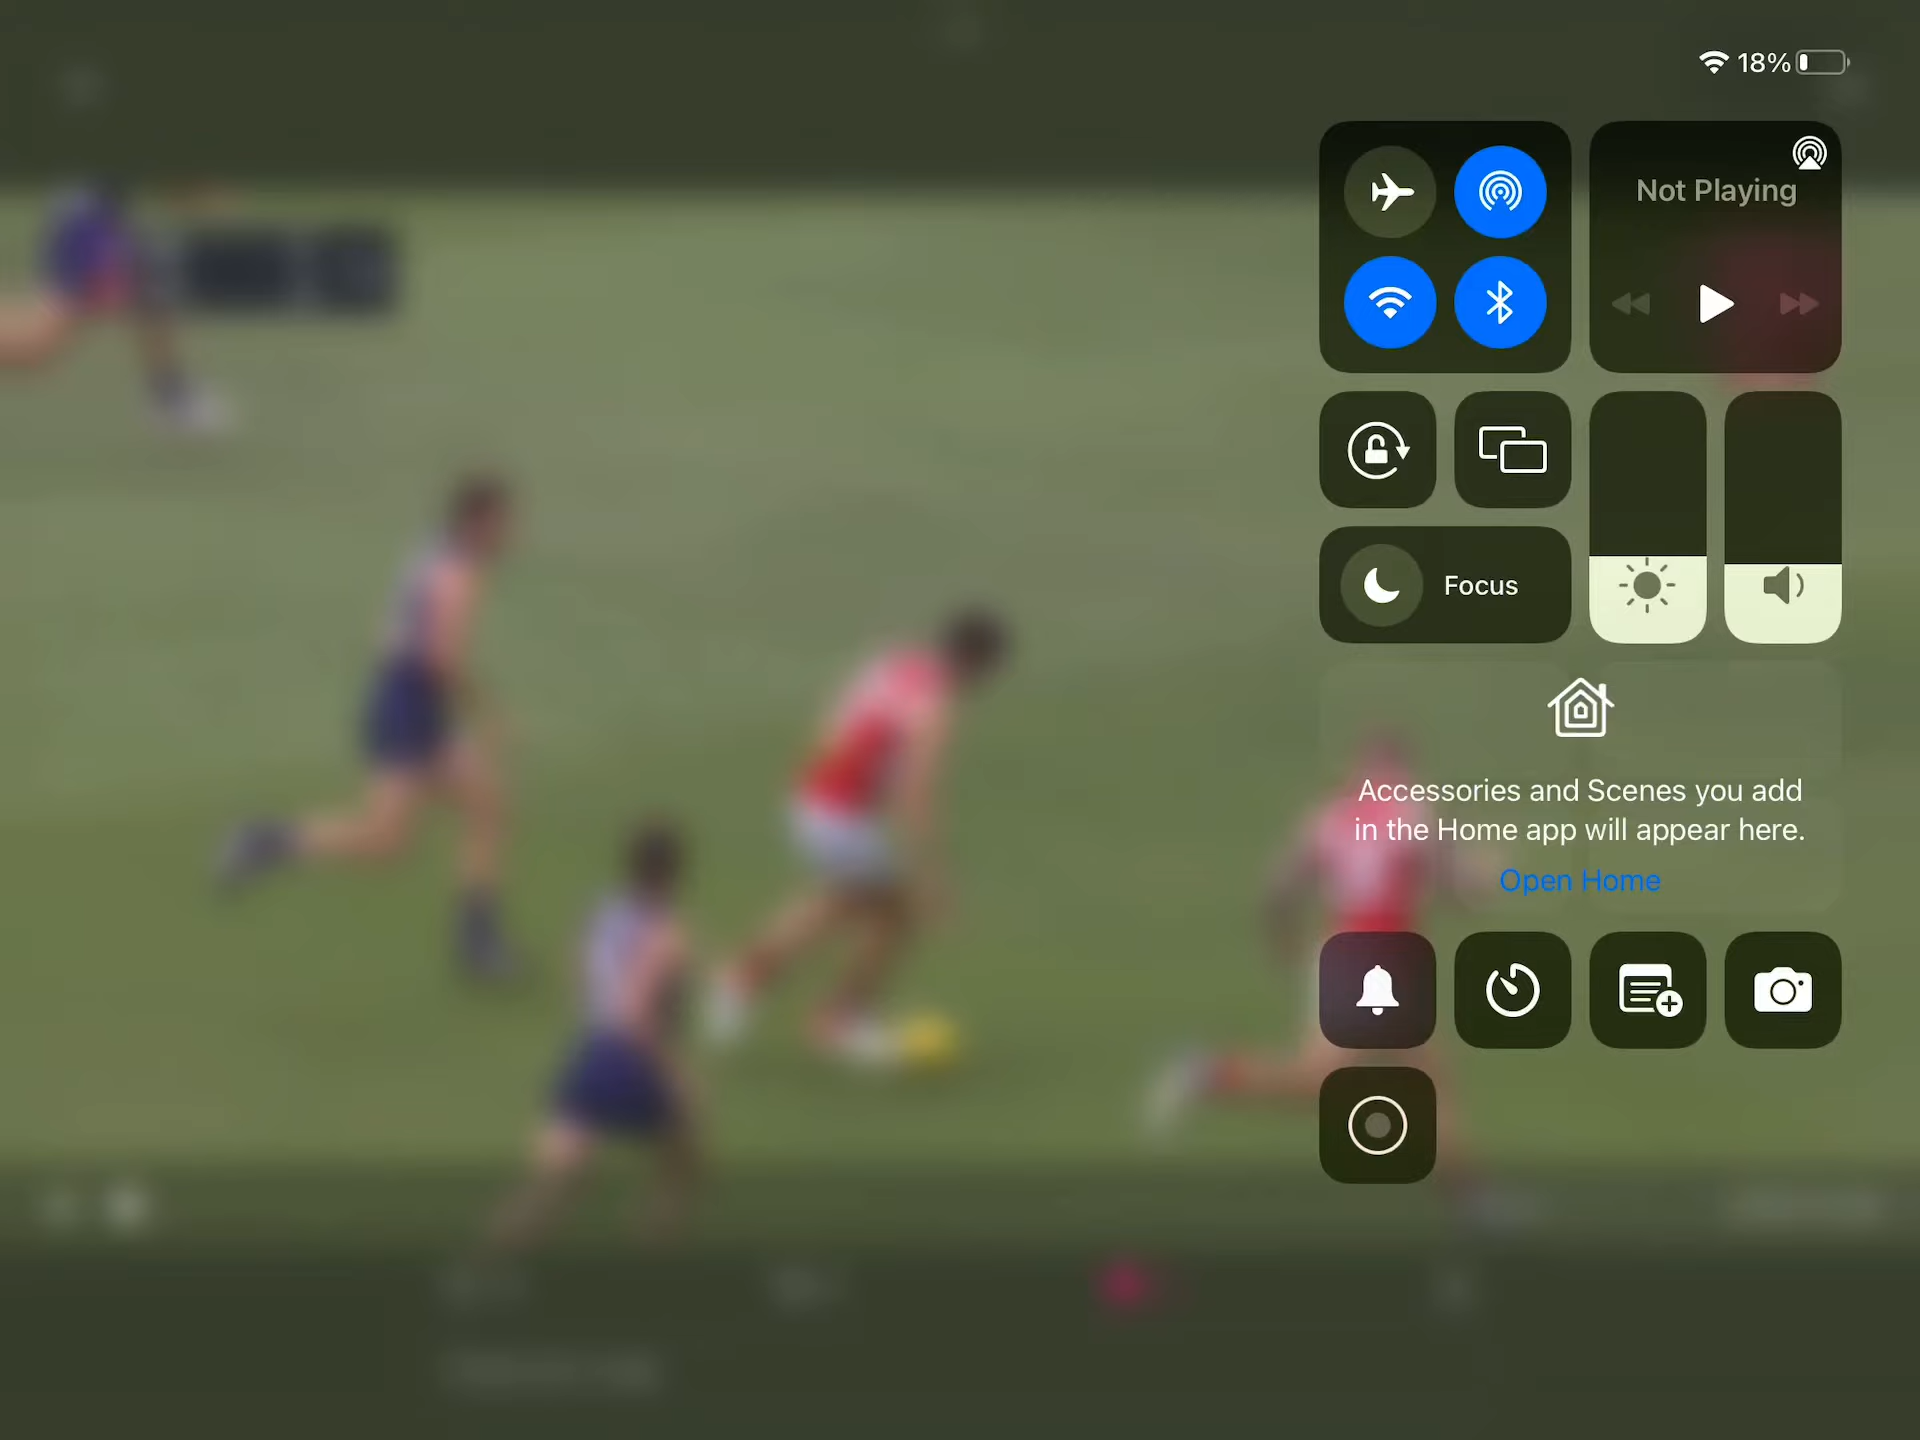 18%
Not Playing
Focus
Accessories and Scenes you add
in the Home app will appear here.
Open Home